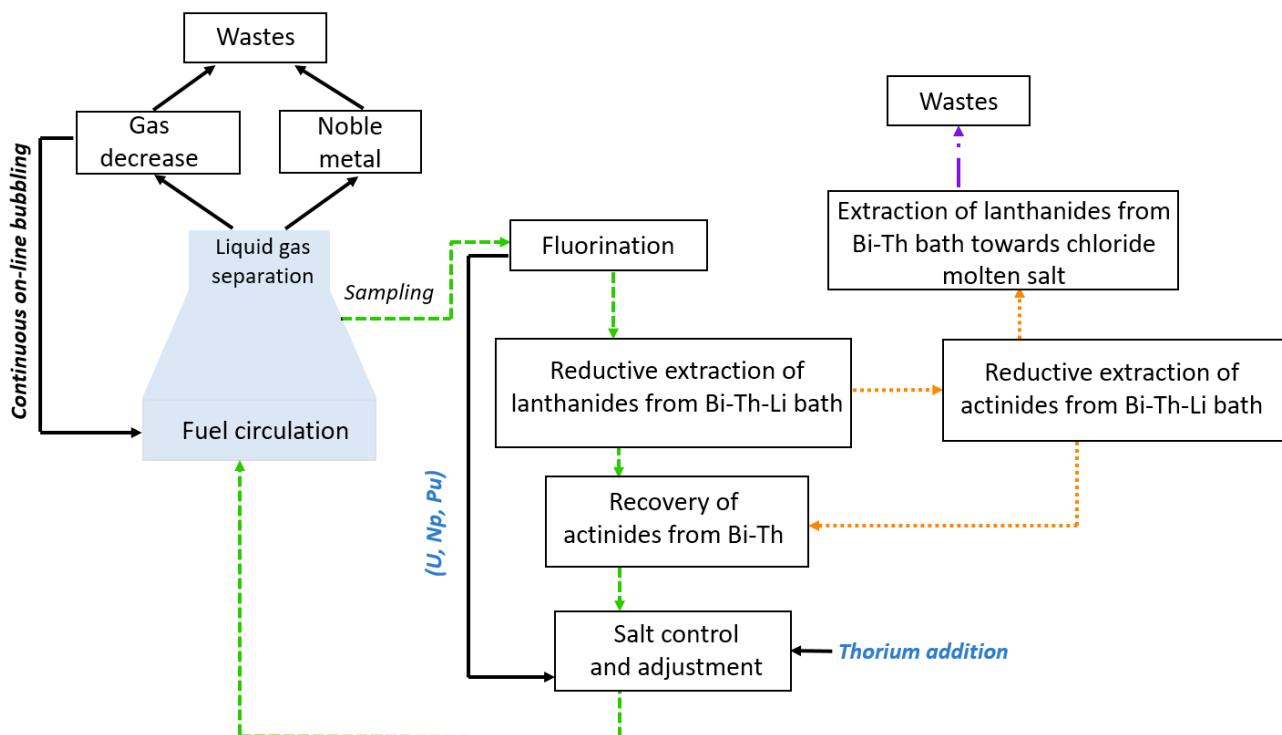 Wastes
Gas
decrease
Noble
metal
Continuous on-line bubbling
Liquid gas
separation
Fuel circulation
Sampling
Fluorination
(U, Np, Pu)
Reductive extraction of
lanthanides from Bi-Th-Li bath
Recovery of
actinides from Bi-Th
Salt control
and adjustment
Thorium addition
Wastes
Extraction of lanthanides from
Bi-Th bath towards chloride
molten salt
Reductive extraction of
actinides from Bi-Th-Li bath